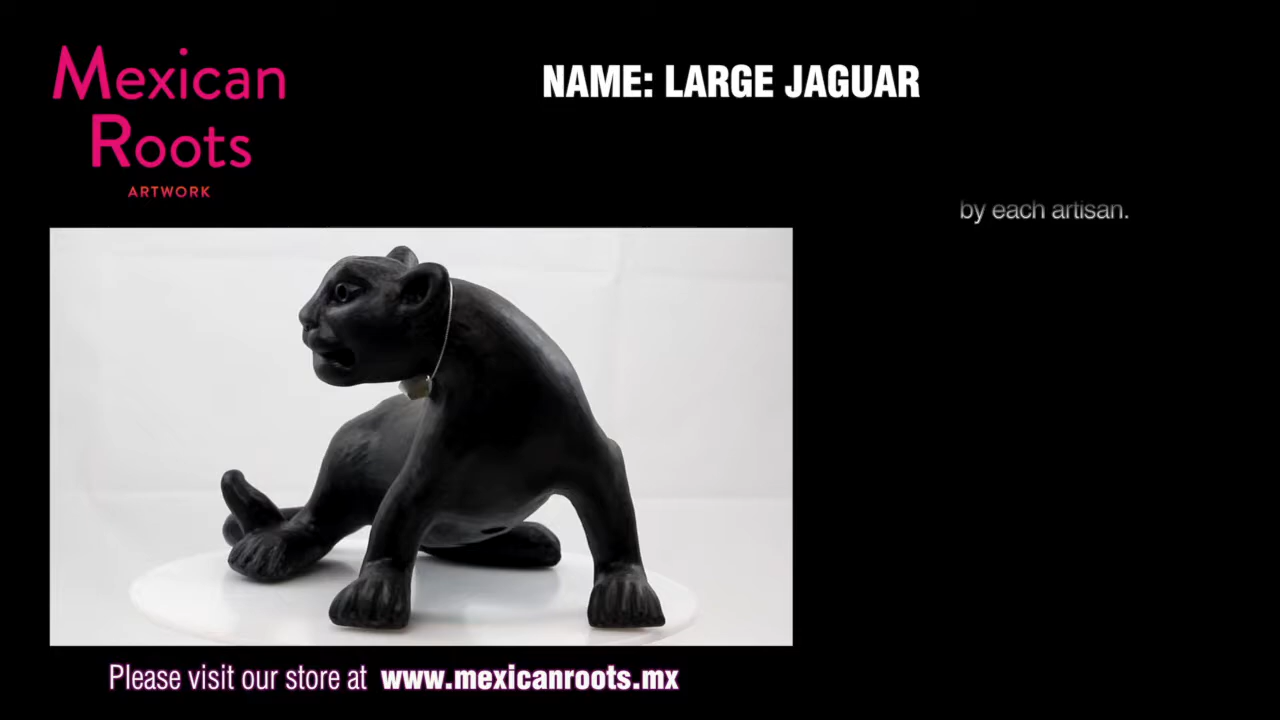 Mexican
Roots
ARTWORK
NAME: LARGE JAGUAR
by each artisan.
Please visit our store at www.mexicanroots.mx